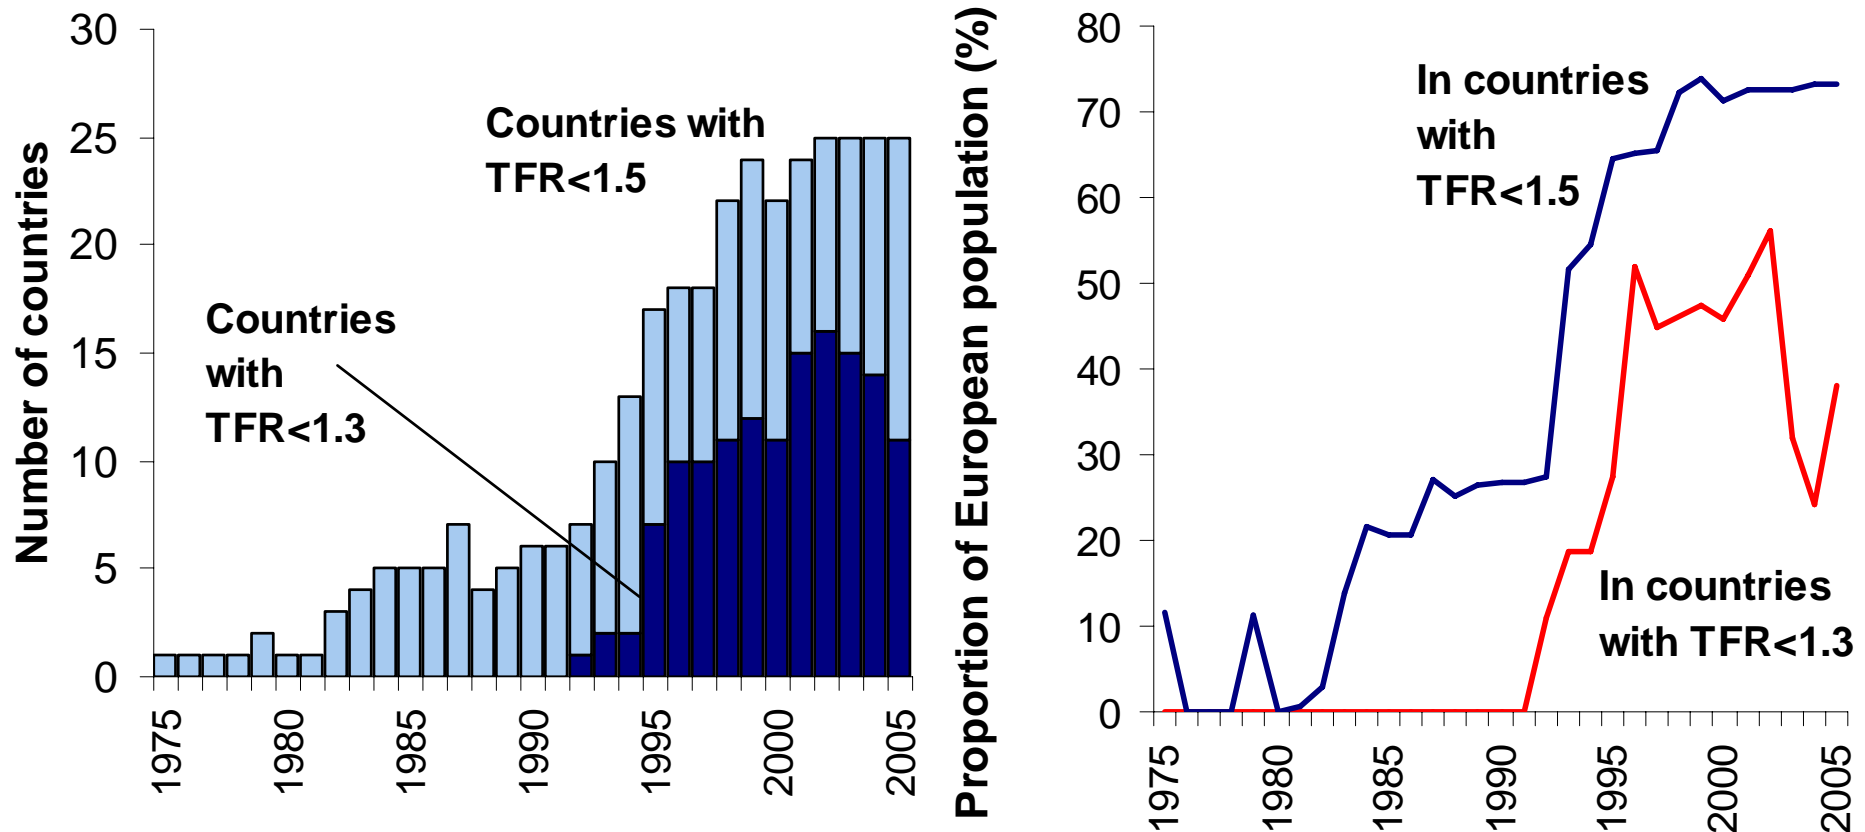 Number of countries
30
25
20
15
10
5
0
Countries with
TFR<1.5
Countries
with
TFR<1.3
1975
1980
1985
1990
1995
2000
2005
Proportion of European population (%)
80
70
60
50
40
30
20
10
0
In countries
with
TFR<1.5
In countries
with TFR<1.3
1975
1980
1985
1990
1995
2000
2005